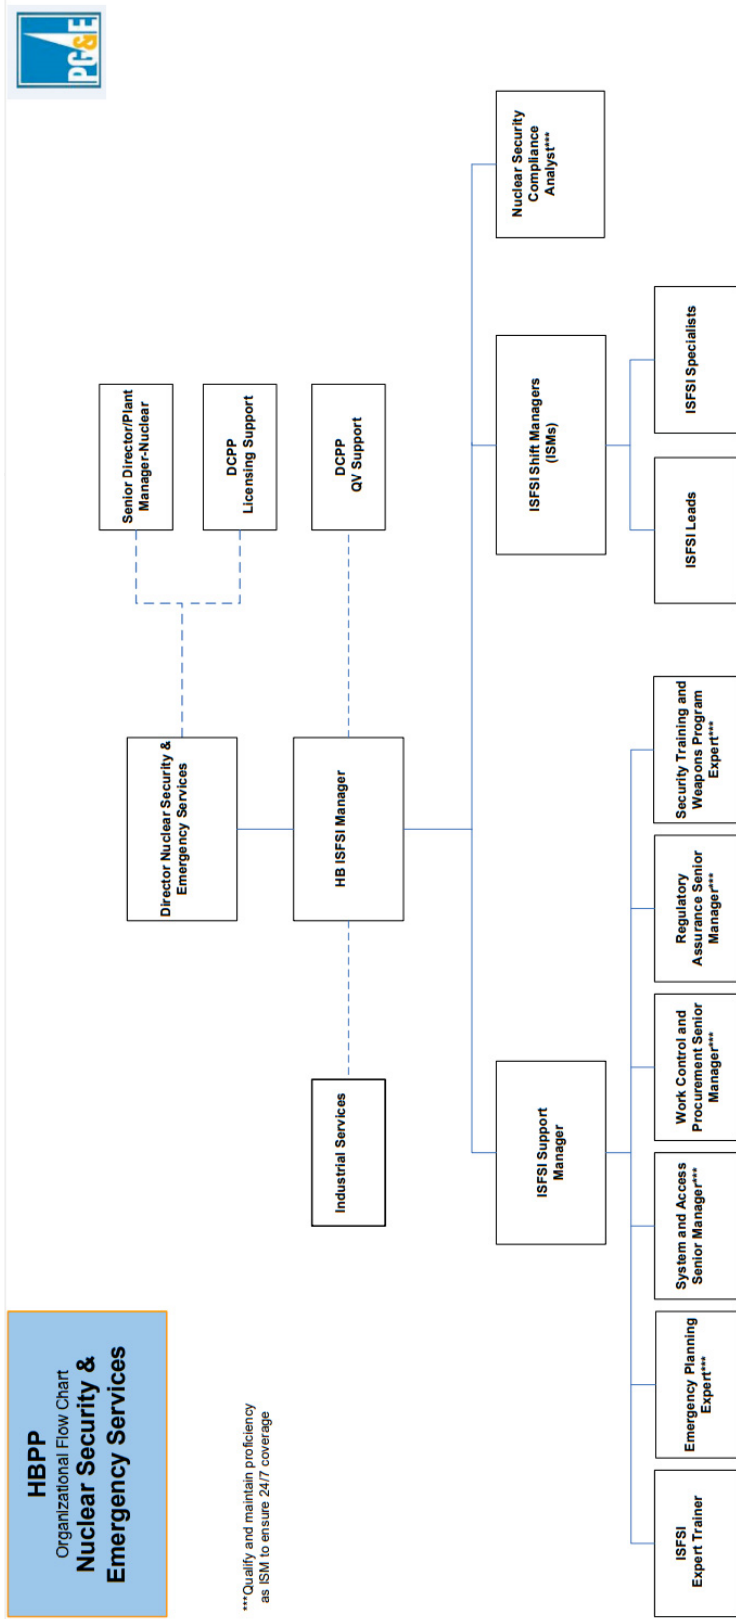 HBPP
Organizational Flow Chart
Nuclear Security &
Emergency Services
PG&E
***Qualify and maintain proficiency
as ISM to ensure 24/7 coverage
Senior Director/Plant
Manager-Nuclear
Director Nuclear Security &
Emergency Services
DCPP
Licensing Support
Industrial Services
HB ISFSI Manager
DCPP
QV Support
ISFSI Support
Manager
ISFSI Shift Managers
(ISMs)
Nuclear Security
Compliance
Analyst***
ISFSI
Expert Trainer
Emergency Planning
Expert***
System and Access
Senior Manager***
Work Control and
Procurement Senior
Manager***
Regulatory
Assurance Senior
Manager***
Security Training and
Weapons Program
Expert***
ISFSI Leads
ISFSI Specialists